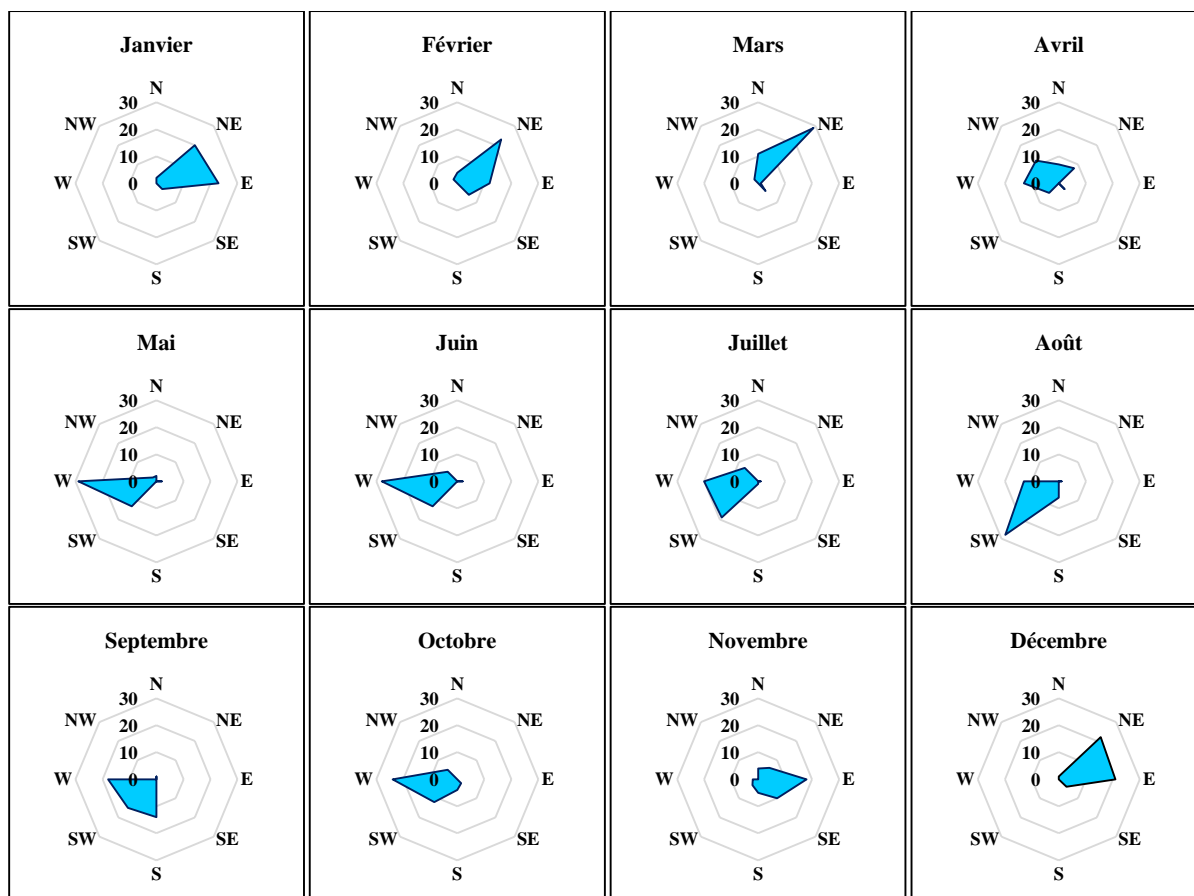 Janvier
N
30
NW NE
20
10
W 0 E
SW SE
S
Février
N
30
NW NE
20
10
W 0 E
SW SE
S
Mars
N
30
NW NE
20
10
W 0 E
SW SE
S
Avril
N
30
NW NE
20
10
W 0 E
SW SE
S
Mai
N
30
NW NE
20
10
W 0 E
SW SE
S
Juin
N
30
NW NE
20
10
W 0 E
SW SE
S
Juillet
N
30
NW NE
20
10
W 0 E
SW SE
S
Août
N
30
NW NE
20
10
W 0 E
SW SE
S
Septembre
N
30
NW NE
20
10
W 0 E
SW SE
S
Octobre
N
30
NW NE
20
10
W 0 E
SW SE
S
Novembre
N
30
NW NE
20
10
W 0 E
SW SE
S
Décembre
N
30
NW NE
20
10
W 0 E
SW SE
S